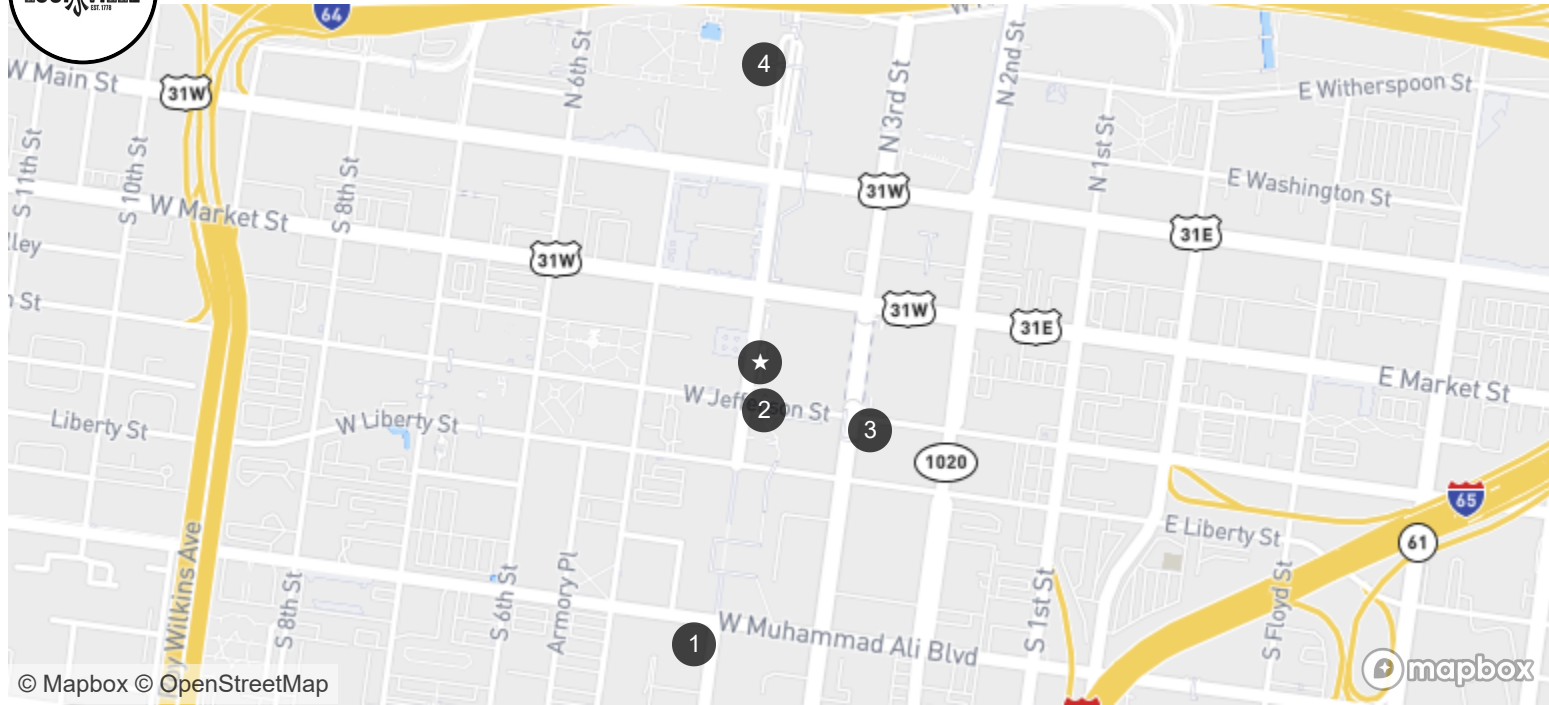 EST. 1778
64
W Main St
31W
N 6th St
4
N 3rd St
N 2nd St
E Witherspoon St
S 11th St
S 10th St
S 8th St
W Market St
31W
N 1st St
E Washington St
31E
31W
31W
31E
St
★
W Jefferson St
2
3
E Market St
Liberty St
W Liberty St
1020
65
61
E Liberty St
Wilkins Ave
S 8th St
S 6th St
Armory Pl
S 1st St
S Floyd St
1
W Muhammad Ali Blvd
© Mapbox © OpenStreetMap
mapbox